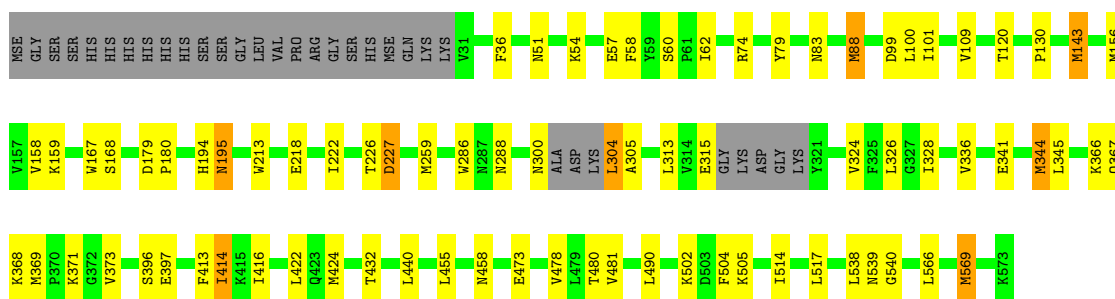 MSE GLY SER SER HIS HIS HIS HIS HIS HIS SER SER GLY LEU VAL PRO ARG GLY SER HIS MSE GLN LYS LYS V31 F36 N51 K54 E57 F58 Y59 S60 P61 I62 R74 Y79 N83 M88 D99 L100 I101 V109 T120 P130 M143 M156
V157 V158 K159 W167 S168 D179 P180 H194 N195 W213 E218 I222 T226 D227 M259 W286 N287 N288 N300 ALA ASP LYS L304 A305 L313 V314 E315 GLY LYS ASP GLY LYS Y321 V324 F325 L326 G327 I328 V336 E341 M344 L345 K366 Q367
K368 M369 P370 K371 G372 V373 S396 E397 F413 I414 K415 I416 L422 Q423 M424 T432 L440 L455 N458 E473 V478 L479 T480 V481 L490 K502 D503 F504 K505 I514 L517 L538 N539 G540 L566 M569 K573